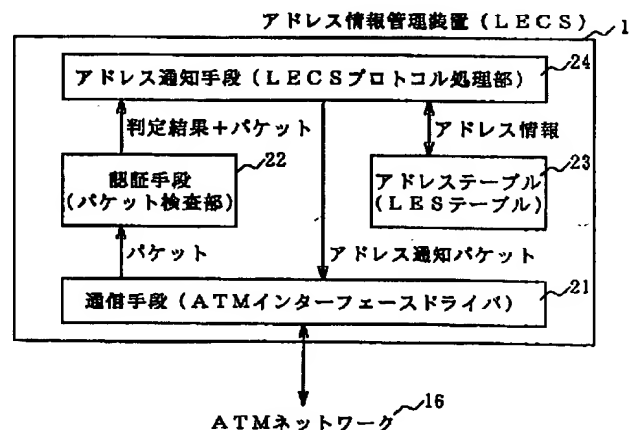 アドレス情報管理装置(LECS)
1
アドレス通知手段(LECSプロトコル処理部)
24
判定結果+パケット
アドレス情報
22
認証手段
(パケット検査部)
23
アドレステーブル
(LESテーブル)
パケット
アドレス通知パケット
通信手段(ATMインターフェースドライバ)
21
ATMネットワーク
16